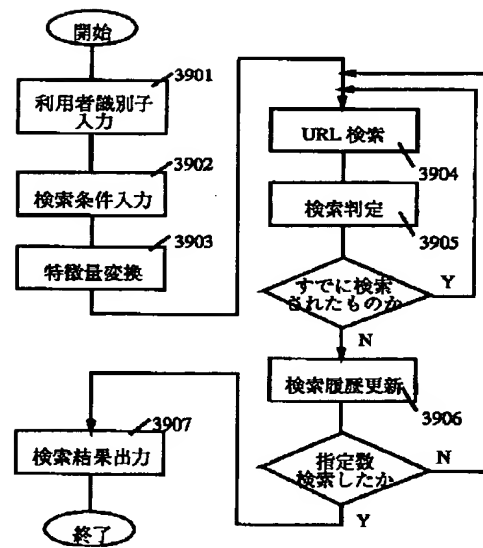 開始
3901
利用者識別子
入力
3902
検索条件入力
3903
特徴量変換
URL 検索
3904
検索判定
3905
すでに検索
されたものか
Y
N
検索履歴更新
3906
指定数
検索したか
N
Y
3907
検索結果出力
終了